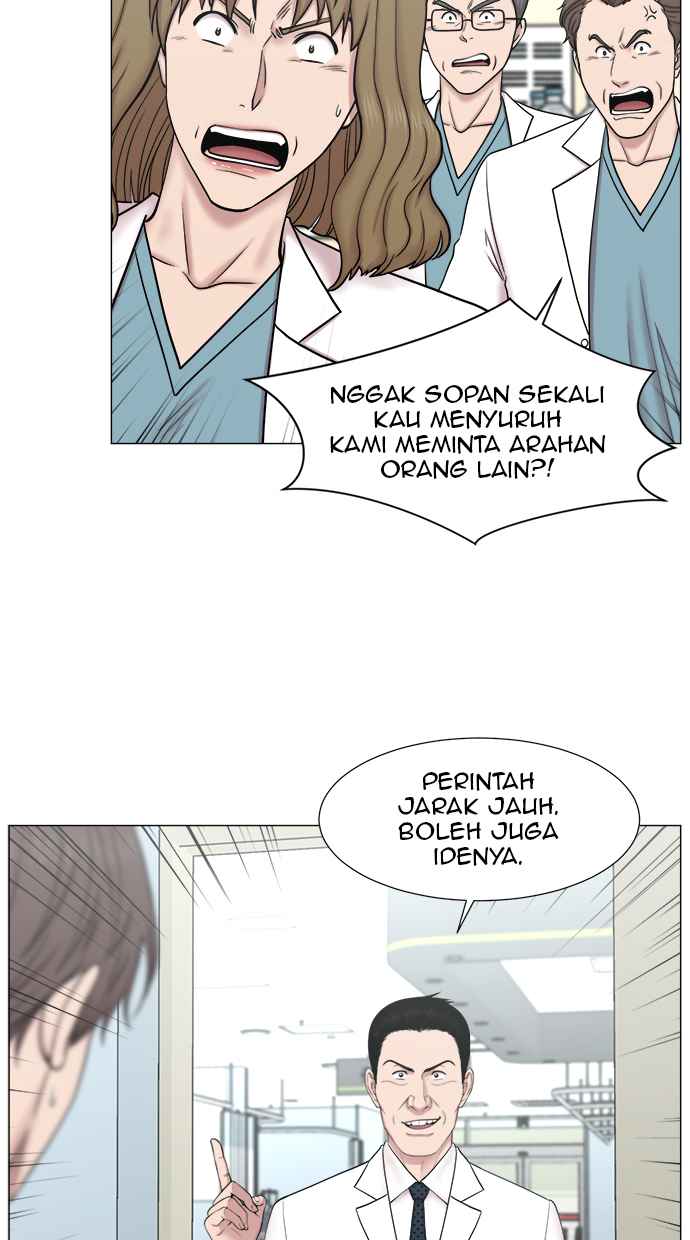 NGGAK SOPAN SEKALI
KAU MENYURUH
KAMI MEMINTA ARAHAN
ORANG LAIN?!
PERINTAH
JARAK JAUH.
BOLEH JUGA
IDENYA.